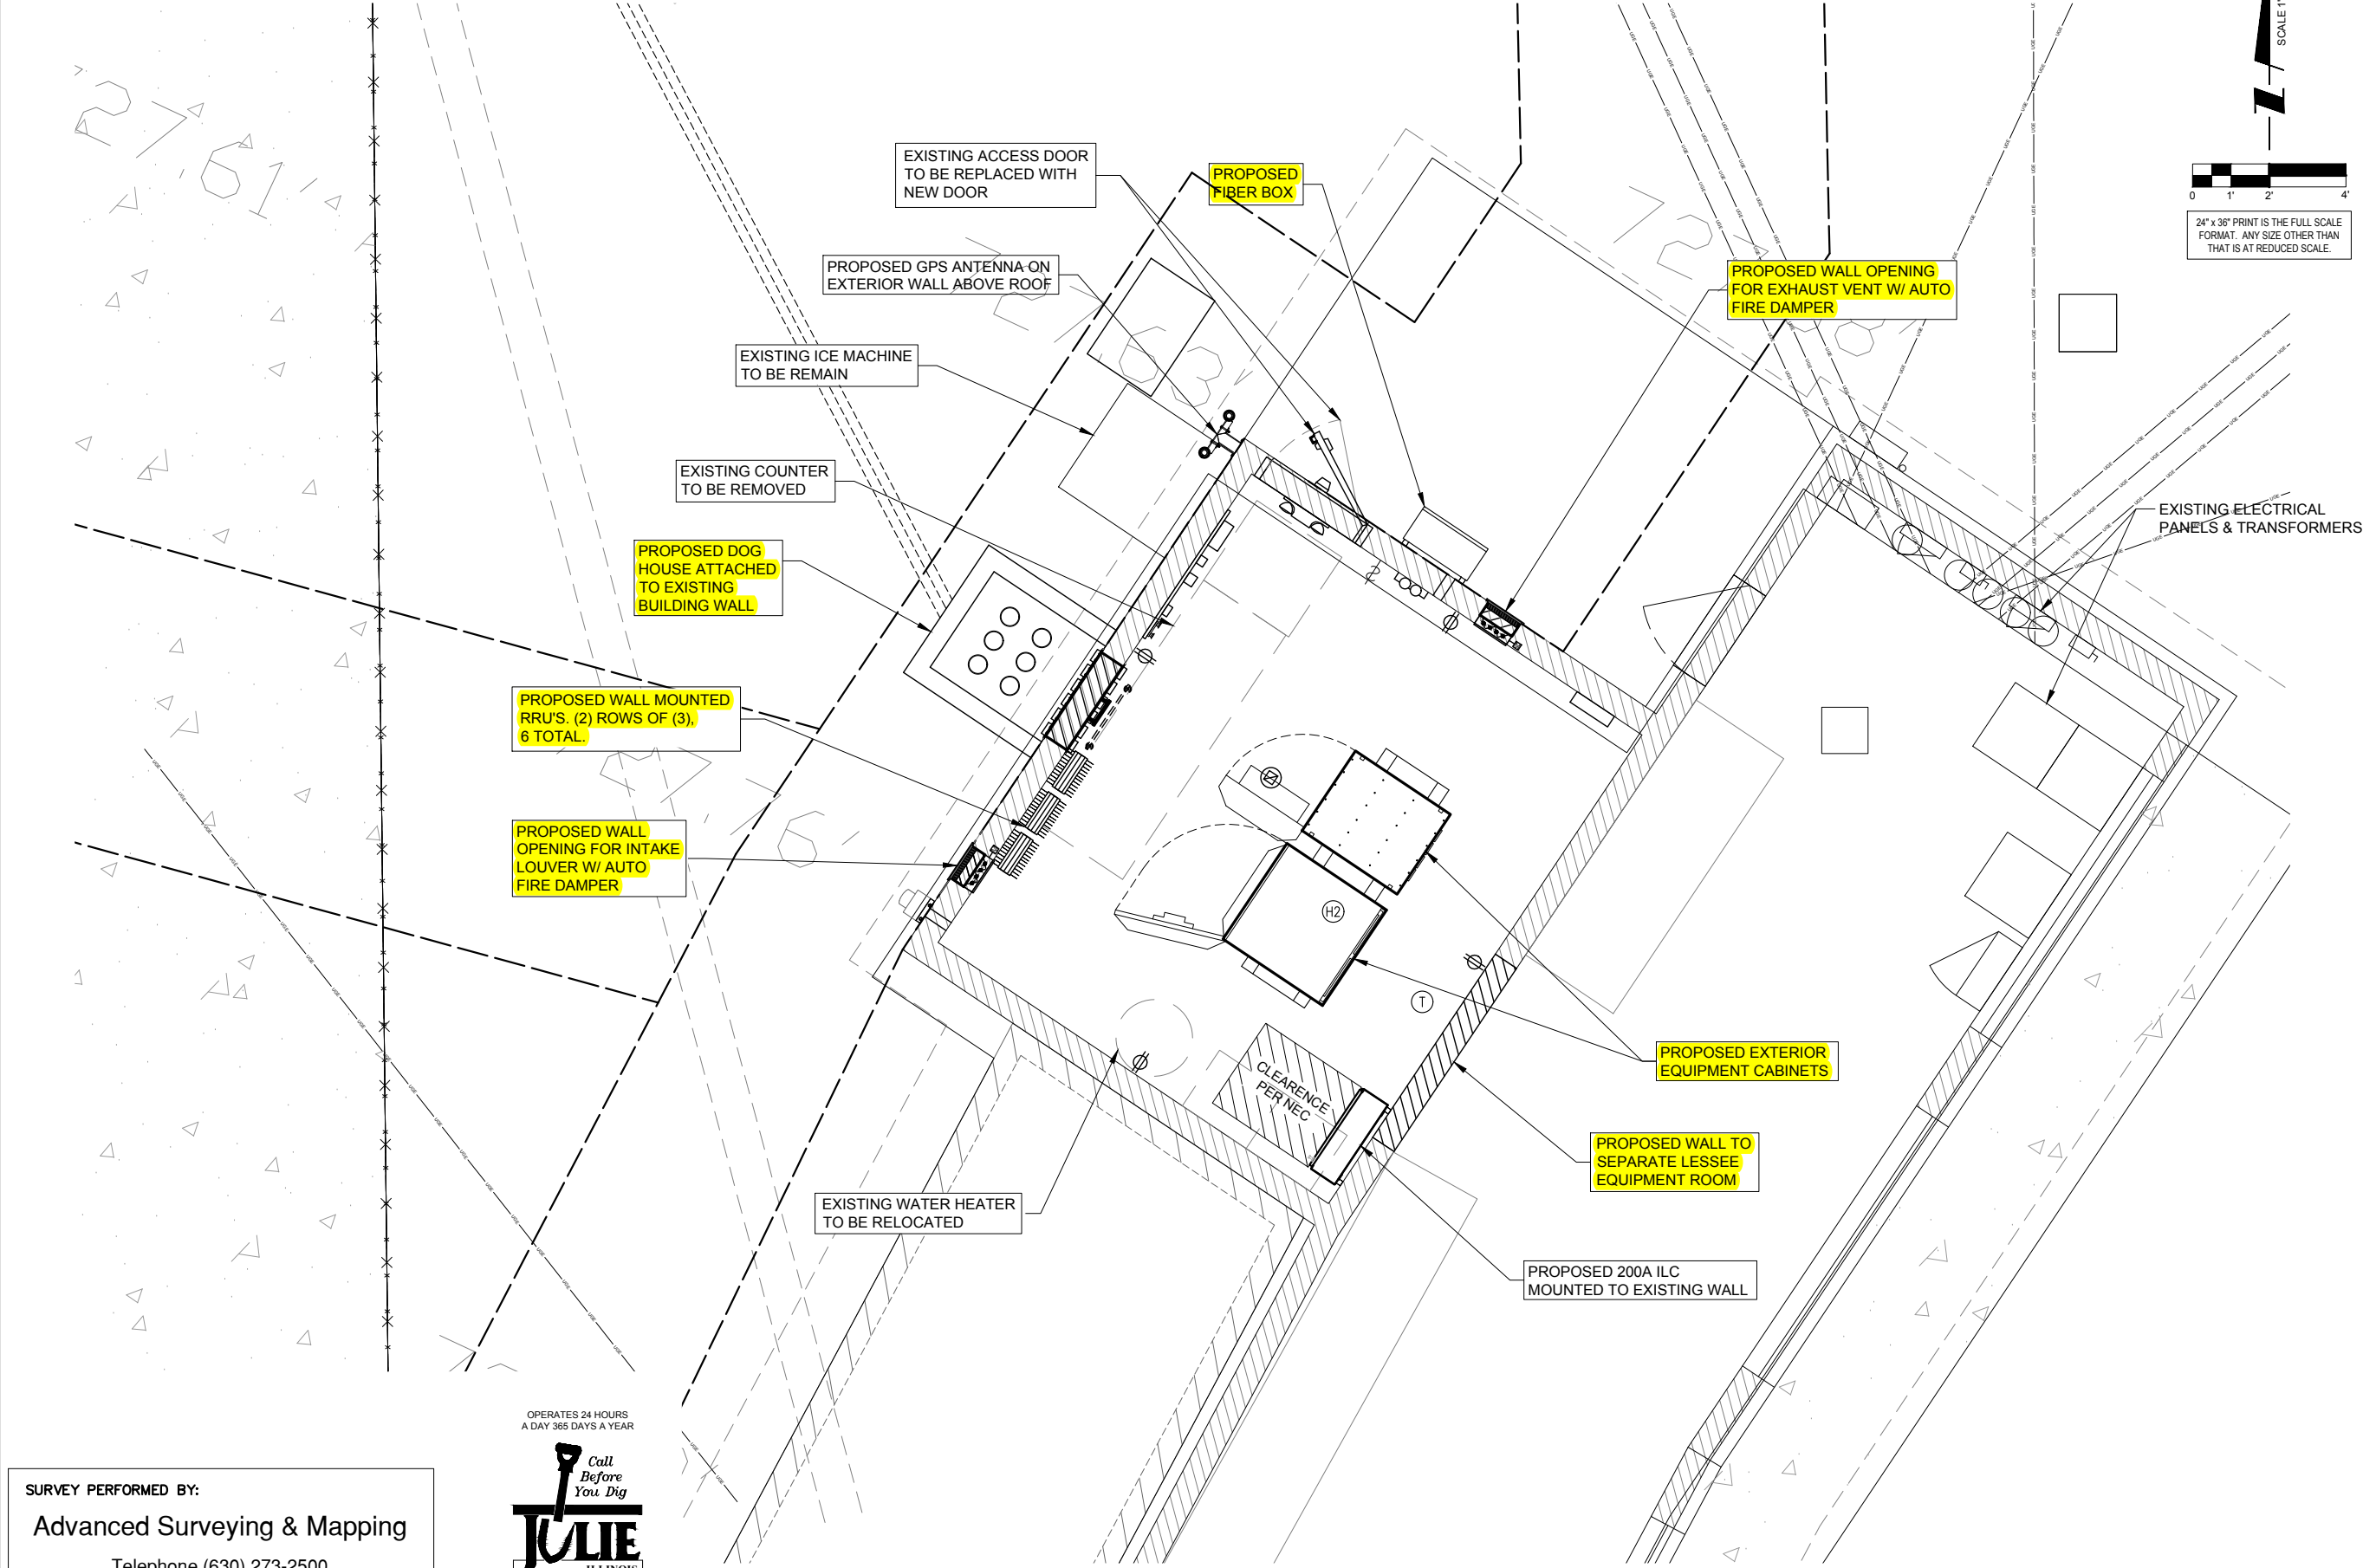 SCALE 1"
0 1' 2' 4'
24" x 36" PRINT IS THE FULL SCALE
FORMAT. ANY SIZE OTHER THAN
THAT IS AT REDUCED SCALE.
EXISTING ACCESS DOOR
TO BE REPLACED WITH
NEW DOOR
PROPOSED
FIBER BOX
PROPOSED GPS ANTENNA ON
EXTERIOR WALL ABOVE ROOF
PROPOSED WALL OPENING
FOR EXHAUST VENT W/ AUTO
FIRE DAMPER
EXISTING ICE MACHINE
TO BE REMAIN
EXISTING COUNTER
TO BE REMOVED
EXISTING ELECTRICAL
PANELS & TRANSFORMERS
PROPOSED DOG
HOUSE ATTACHED
TO EXISTING
BUILDING WALL
PROPOSED WALL MOUNTED
RRU'S. (2) ROWS OF (3),
6 TOTAL.
PROPOSED WALL
OPENING FOR INTAKE
LOUVER W/ AUTO
FIRE DAMPER
H2
T
PROPOSED EXTERIOR
EQUIPMENT CABINETS
CLEARENCE
PER NEC
PROPOSED WALL TO
SEPARATE LESSEE
EQUIPMENT ROOM
EXISTING WATER HEATER
TO BE RELOCATED
PROPOSED 200A ILC
MOUNTED TO EXISTING WALL
OPERATES 24 HOURS
A DAY 365 DAYS A YEAR
Call
Before
You Dig
JULIE
ILLINOIS
SURVEY PERFORMED BY:
Advanced Surveying & Mapping
Telephone (630) 273-2500